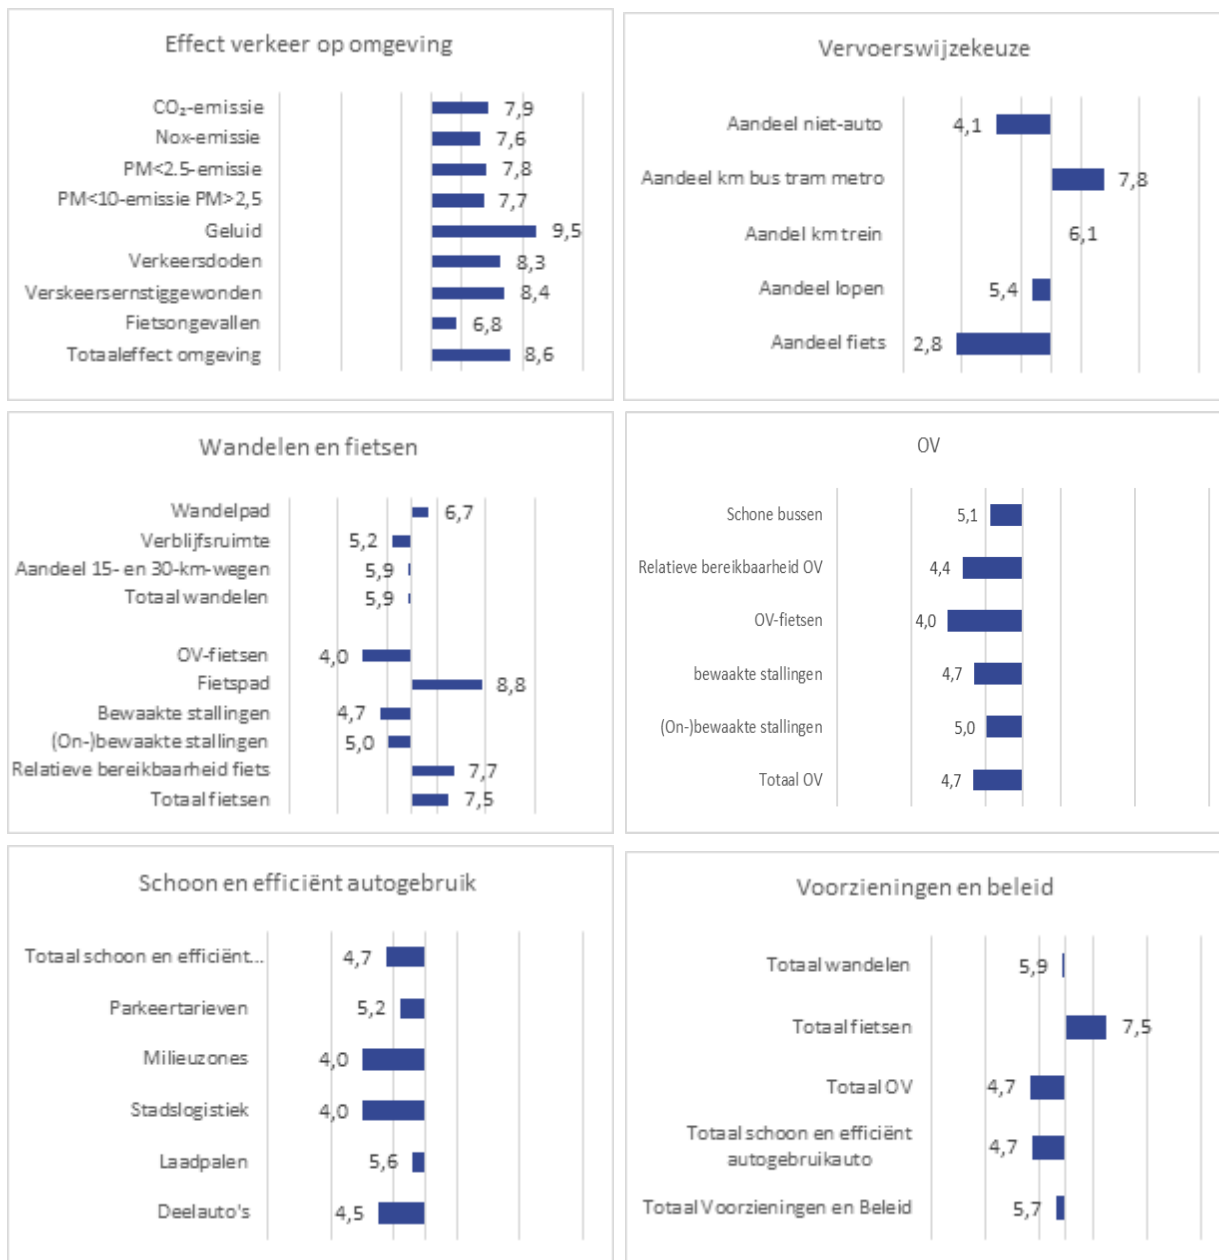 Effect verkeer op omgeving
CO₂-emissie 7,9
Nox-emissie 7,6
PM<2.5-emissie 7,8
PM<10-emissie PM>2,5 7,7
Geluid 9,5
Verkeersdoden 8,3
Verskeersernstiggewonden 8,4
Fietsongevallen 6,8
Totaaleffect omgeving 8,6
Vervoerswijzekeuze
Aandeel niet-auto 4,1
Aandeel km bus tram metro 7,8
Aandel km trein 6,1
Aandeel lopen 5,4
Aandeel fiets 2,8
Wandelen en fietsen
Wandelpad 6,7
Verblijfsruimte 5,2
Aandeel 15- en 30-km-wegen 5,9
Totaal wandelen 5,9
OV-fietsen 4,0
Fietspad 8,8
Bewaakte stallingen 4,7
(On-)bewaakte stallingen 5,0
Relatieve bereikbaarheid fiets 7,7
Totaal fietsen 7,5
OV
Schone bussen 5,1
Relatieve bereikbaarheid OV 4,4
OV-fietsen 4,0
bewaakte stallingen 4,7
(On-)bewaakte stallingen 5,0
Totaal OV 4,7
Schoon en efficiënt autogebruik
Totaal schoon en efficiënt... 4,7
Parkeertarieven 5,2
Milieuzones 4,0
Stadslogistiek 4,0
Laadpalen 5,6
Deelauto's 4,5
Voorzieningen en beleid
Totaal wandelen 5,9
Totaal fietsen 7,5
Totaal OV 4,7
Totaal schoon en efficiënt
autogebruikauto 4,7
Totaal Voorzieningen en Beleid 5,7